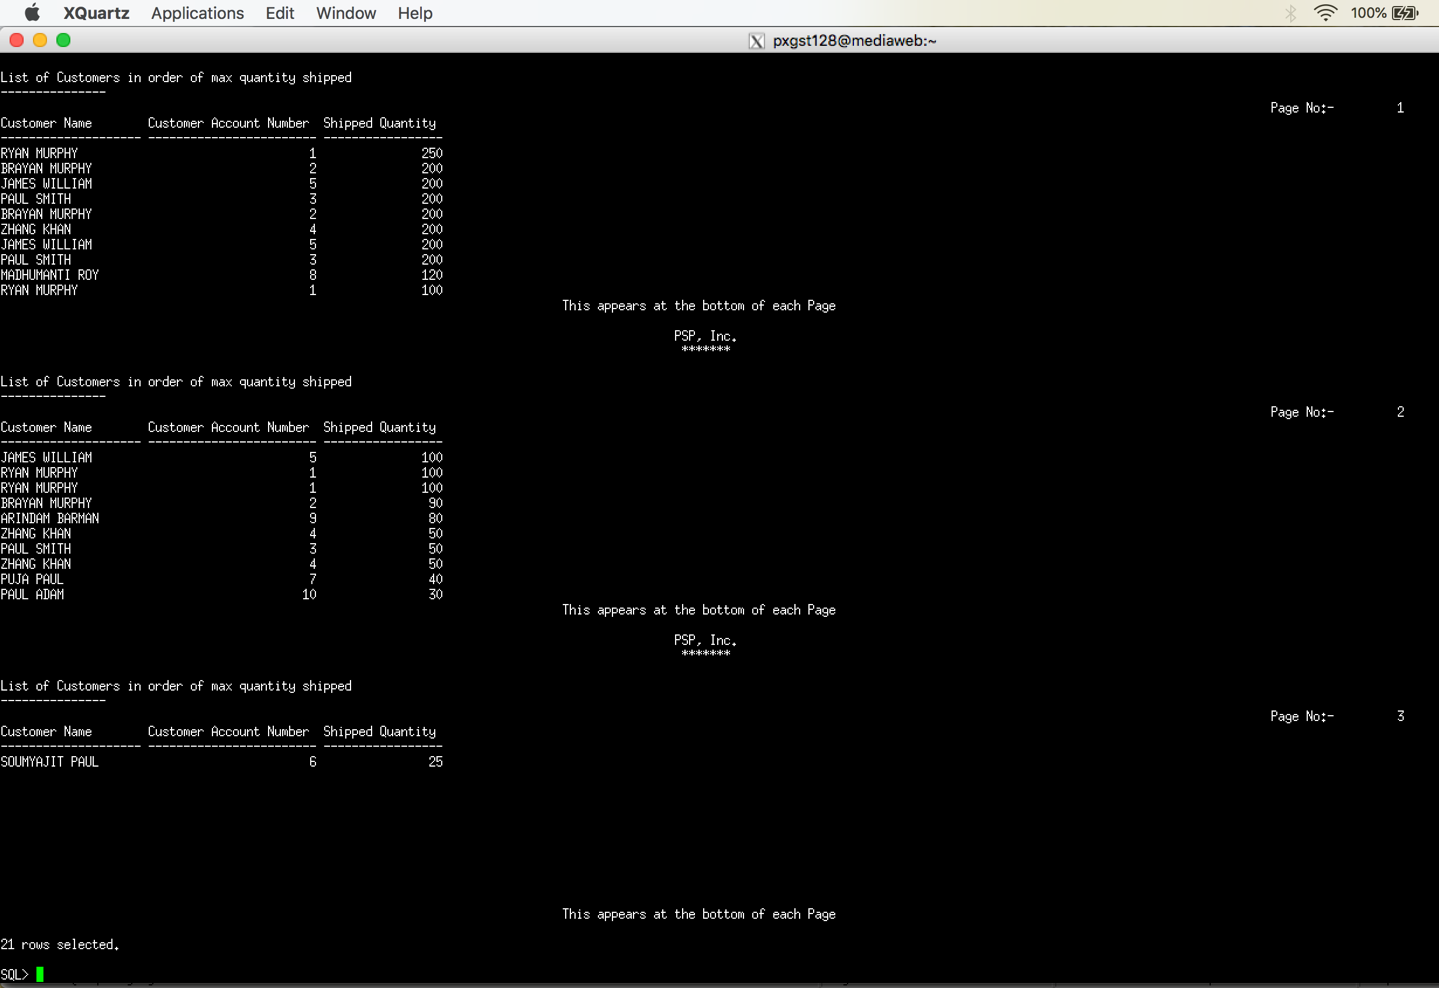 XQuartz Applications Edit Window Help 100%
pxgst128@mediaweb:~
List of Customers in order of max quantity shipped
---------------
Page No:- 1
Customer Name Customer Account Number Shipped Quantity
-------------------- ------------------------ -----------------
RYAN MURPHY 1 250
BRAYAN MURPHY 2 200
JAMES WILLIAM 5 200
PAUL SMITH 3 200
BRAYAN MURPHY 2 200
ZHANG KHAN 4 200
JAMES WILLIAM 5 200
PAUL SMITH 3 200
MADHUMANTI ROY 8 120
RYAN MURPHY 1 100
This appears at the bottom of each Page
PSP, Inc.
*******
List of Customers in order of max quantity shipped
---------------
Page No:- 2
Customer Name Customer Account Number Shipped Quantity
-------------------- ------------------------ -----------------
JAMES WILLIAM 5 100
RYAN MURPHY 1 100
RYAN MURPHY 1 100
BRAYAN MURPHY 2 90
ARINDAM BARMAN 9 80
ZHANG KHAN 4 50
PAUL SMITH 3 50
ZHANG KHAN 4 50
PUJA PAUL 7 40
PAUL ADAM 10 30
This appears at the bottom of each Page
PSP, Inc.
*******
List of Customers in order of max quantity shipped
---------------
Page No:- 3
Customer Name Customer Account Number Shipped Quantity
-------------------- ------------------------ -----------------
SOUMYAJIT PAUL 6 25
This appears at the bottom of each Page
21 rows selected.
SQL>